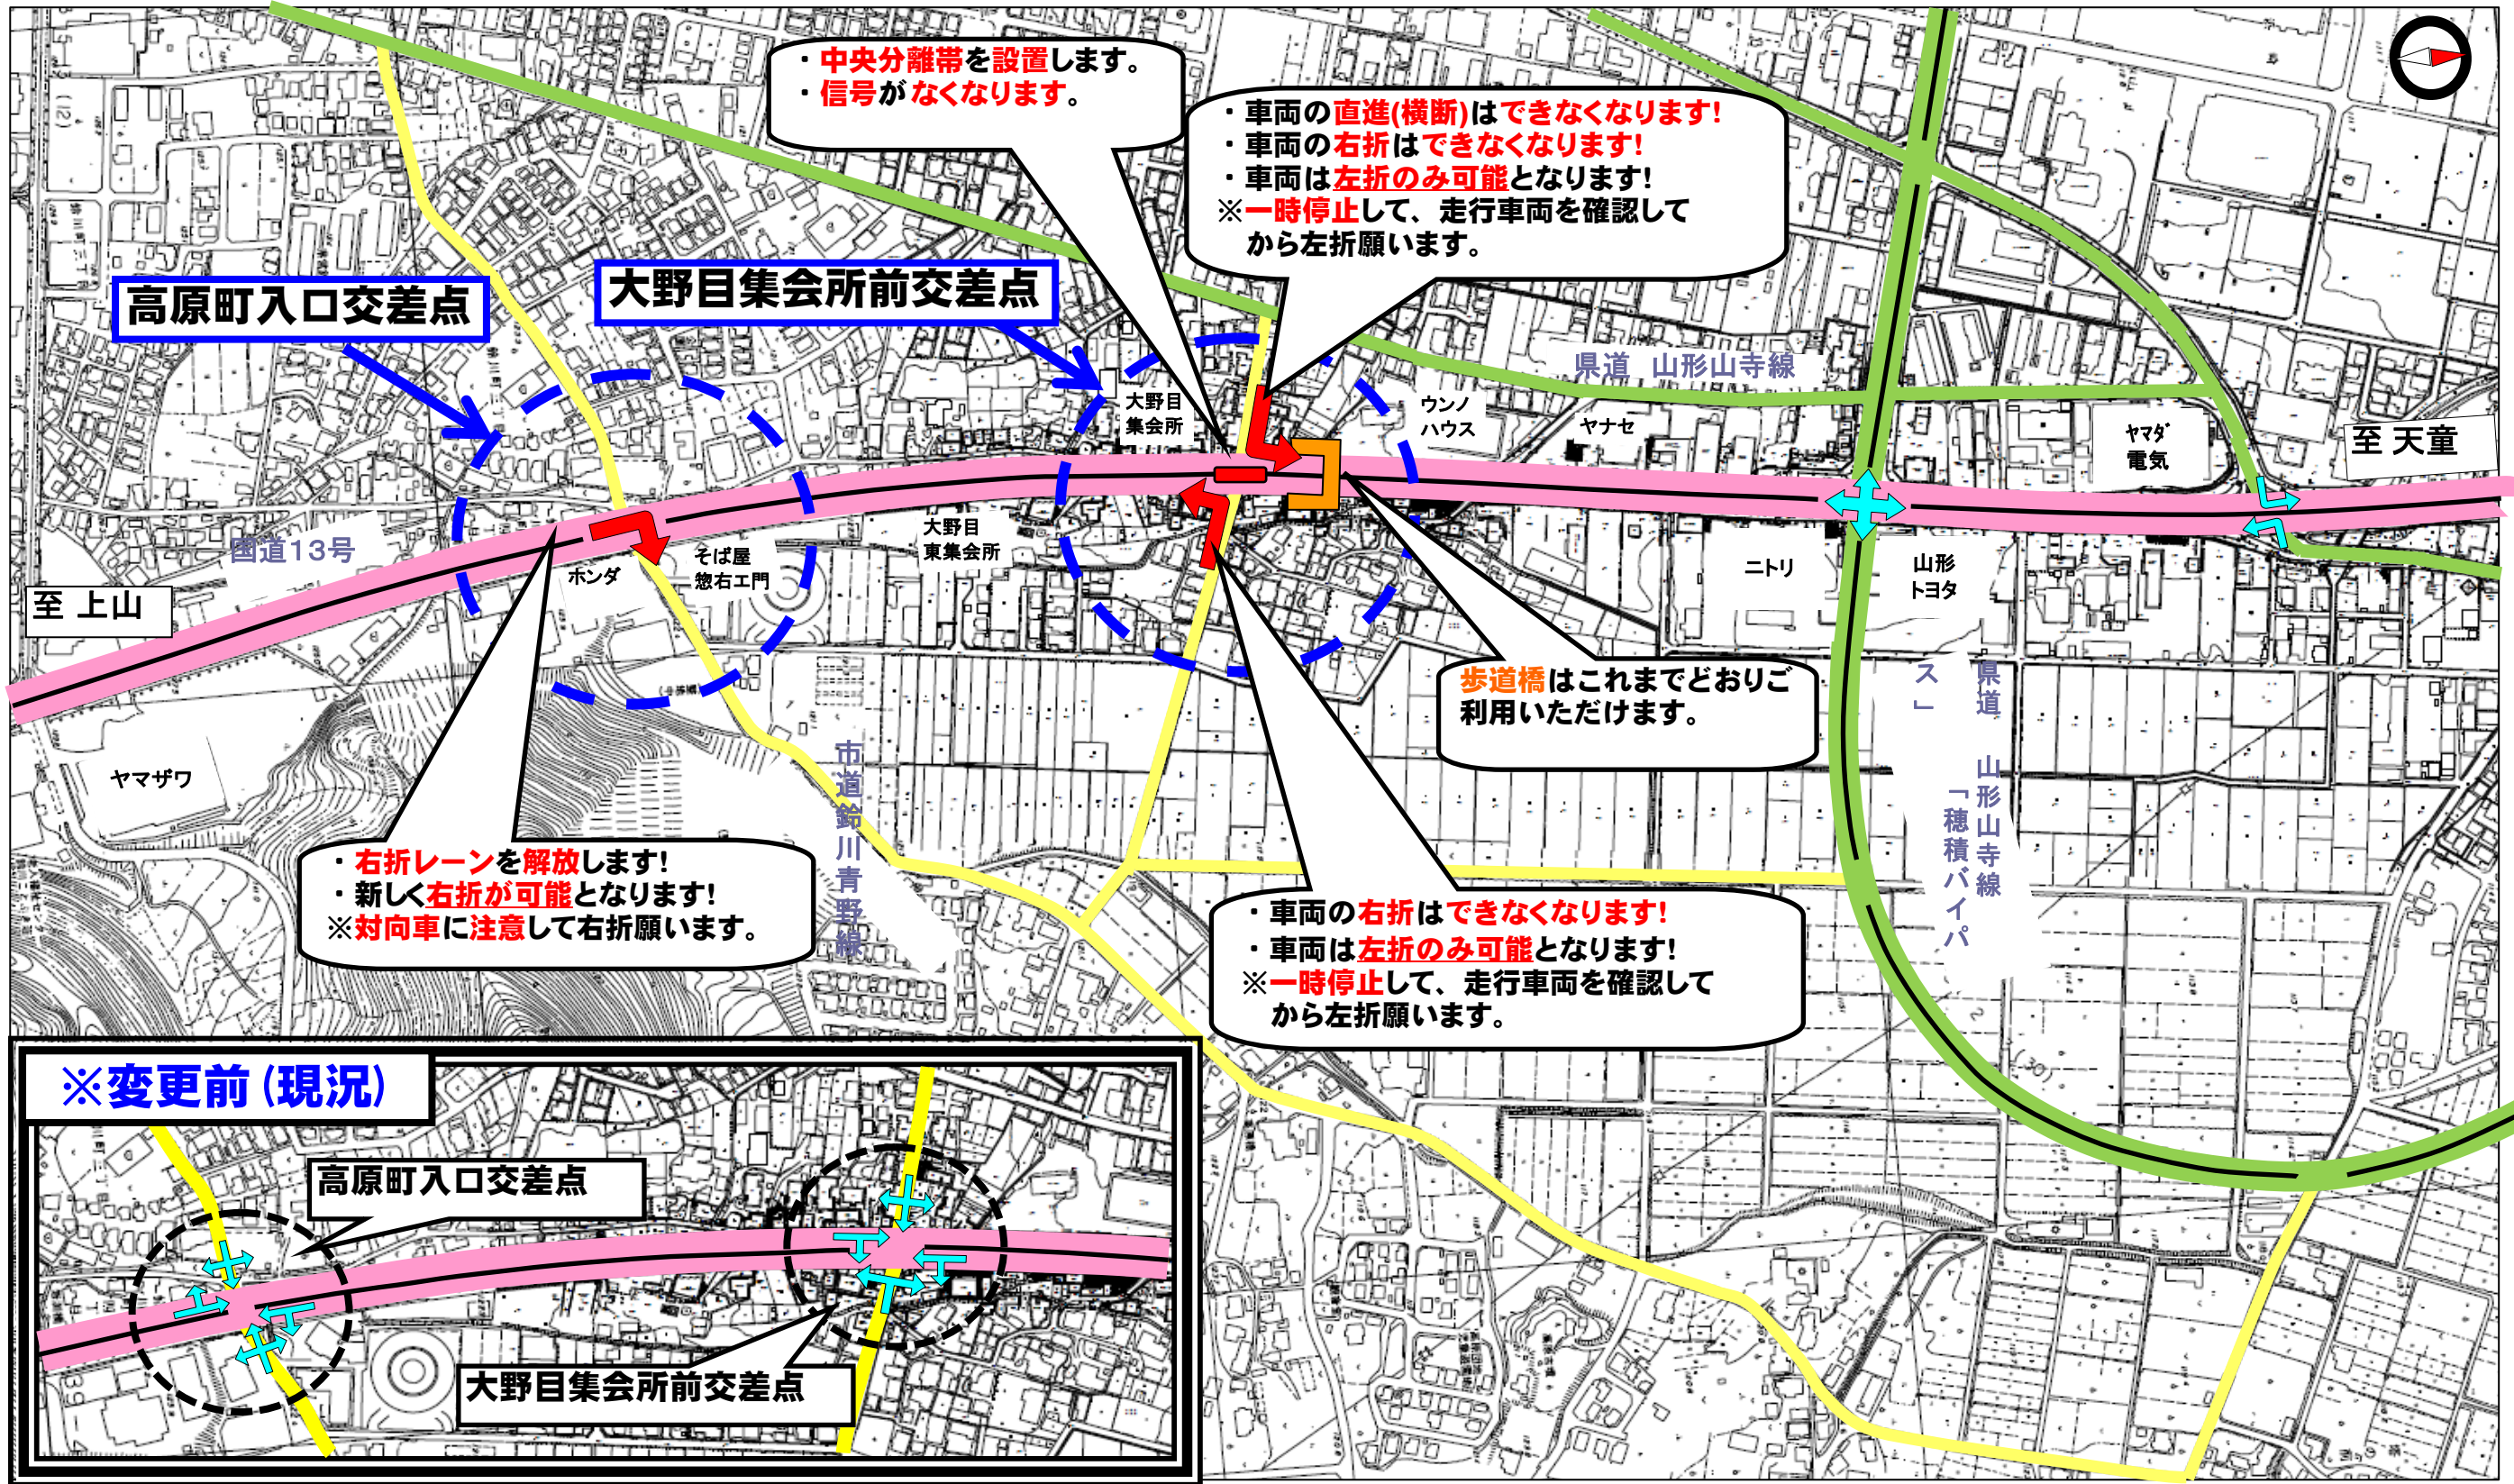 ・中央分離帯を設置します。
・信号がなくなります。
・車両の直進(横断)はできなくなります!
・車両の右折はできなくなります!
・車両は左折のみ可能となります!
※一時停止して、走行車両を確認して
から左折願います。
高原町入口交差点
大野目集会所前交差点
県道 山形山寺線
大野目
集会所
ウンノ
ハウス
ヤナセ
ヤマダ
電気
至 天童
国道13号
至 上山
ホンダ
そば屋
惣右エ門
大野目
東集会所
ニトリ
山形
トヨタ
歩道橋はこれまでどおりご
利用いただけます。
県道 山形山寺線
「穂積バイパ
ス」
ヤマザワ
市道鈴川青野線
・右折レーンを解放します!
・新しく右折が可能となります!
※対向車に注意して右折願います。
・車両の右折はできなくなります!
・車両は左折のみ可能となります!
※一時停止して、走行車両を確認して
から左折願います。
※変更前(現況)
高原町入口交差点
大野目集会所前交差点